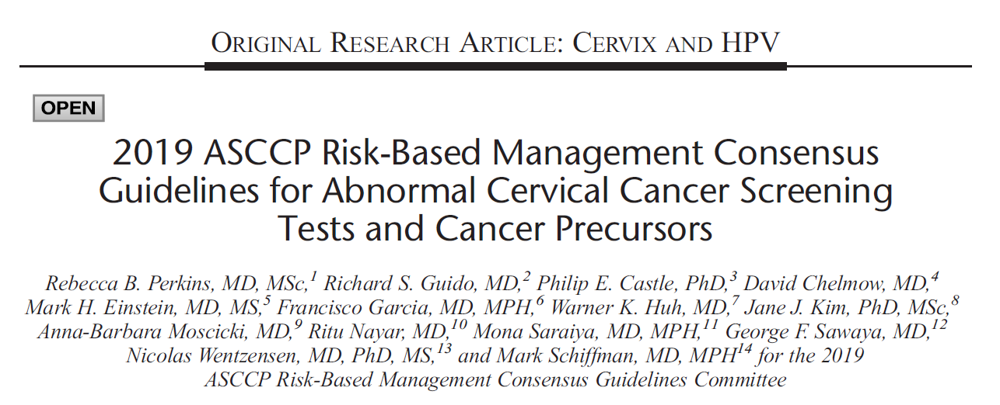 ORIGINAL RESEARCH ARTICLE: CERVIX AND HPV
OPEN
2019 ASCCP Risk-Based Management Consensus
Guidelines for Abnormal Cervical Cancer Screening
Tests and Cancer Precursors
Rebecca B. Perkins, MD, MSc,1 Richard S. Guido, MD,2 Philip E. Castle, PhD,3 David Chelmow, MD,4
Mark H. Einstein, MD, MS,5 Francisco Garcia, MD, MPH,6 Warner K. Huh, MD,7 Jane J. Kim, PhD, MSc,8
Anna-Barbara Moscicki, MD,9 Ritu Nayar, MD,10 Mona Saraiya, MD, MPH,11 George F. Sawaya, MD,12
Nicolas Wentzensen, MD, PhD, MS,13 and Mark Schiffman, MD, MPH14 for the 2019
ASCCP Risk-Based Management Consensus Guidelines Committee